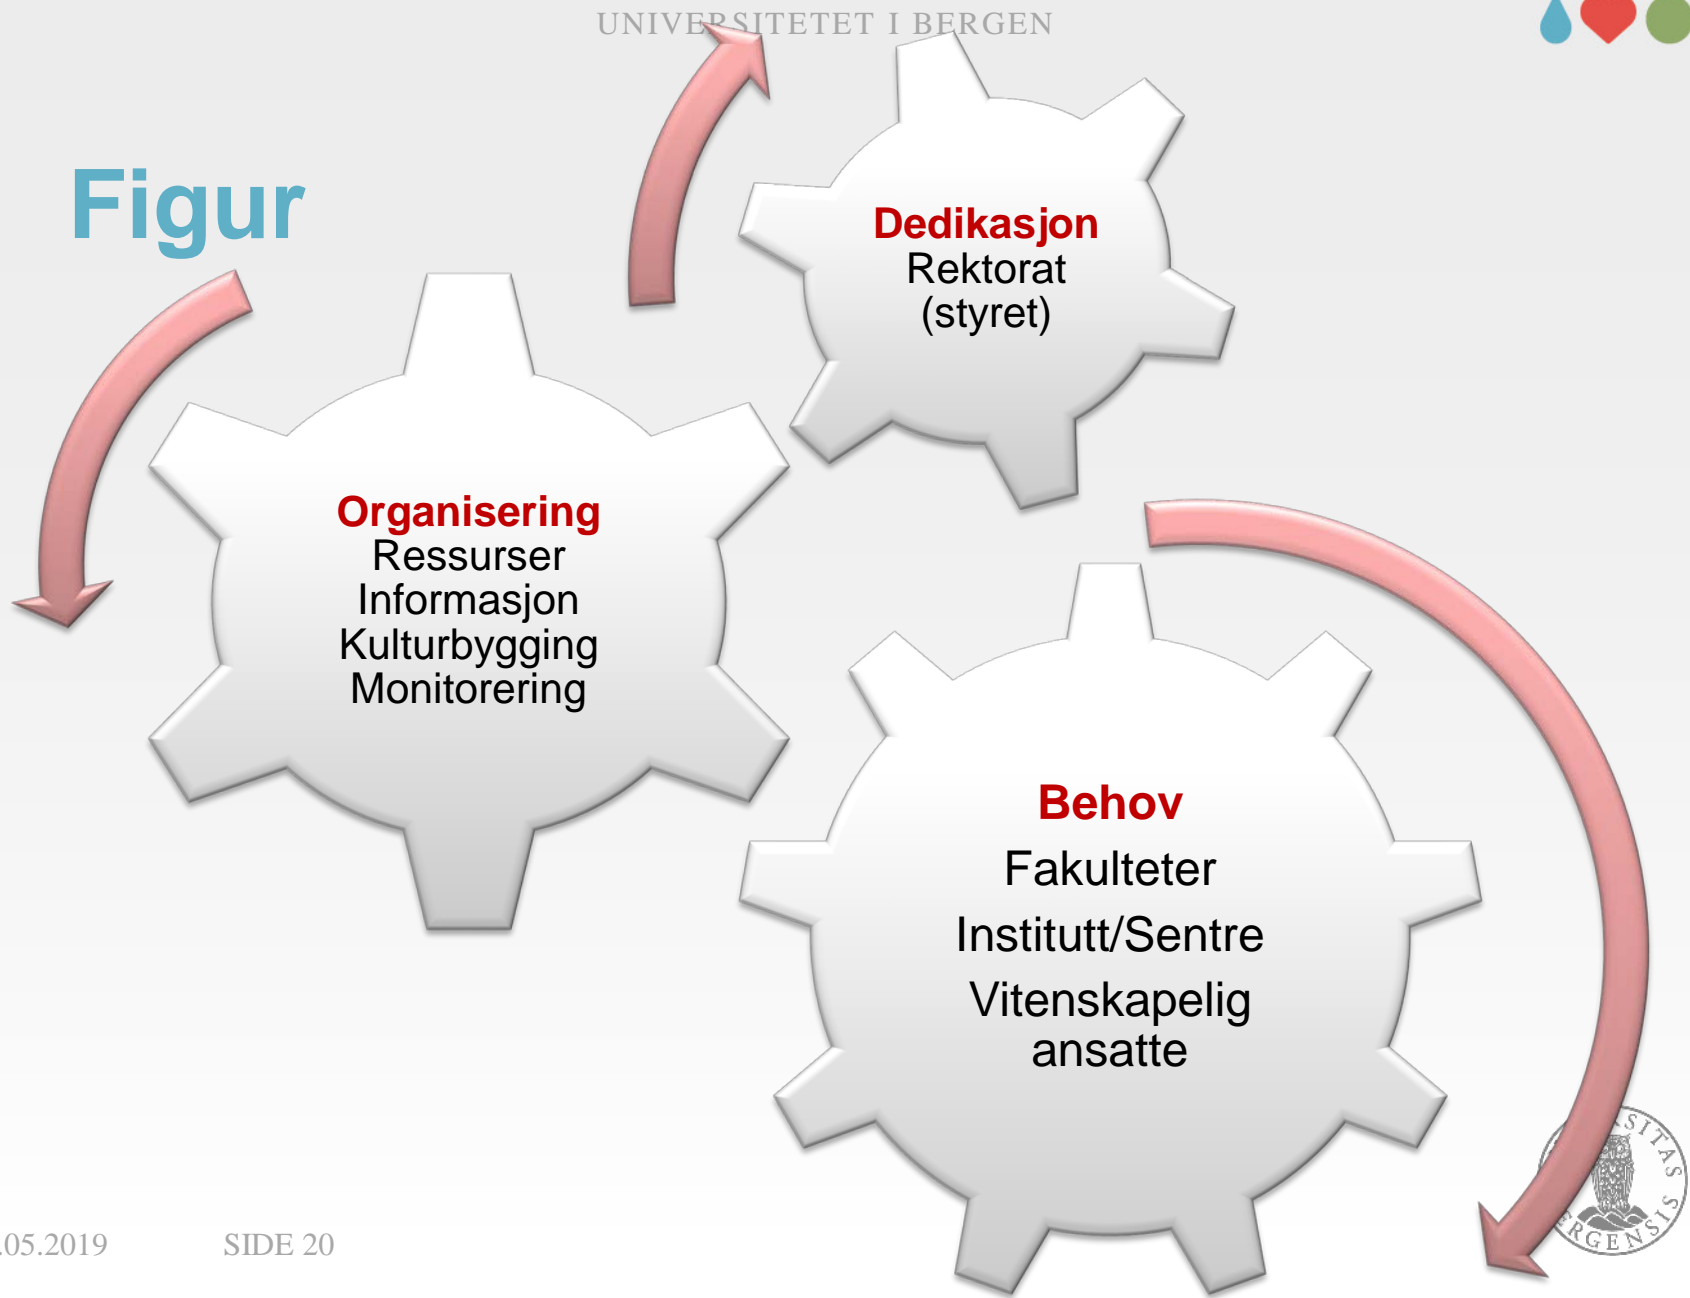 UNIVERSITETET I BERGEN
Figur
Dedikasjon
Rektorat
(styret)
Organisering
Ressurser
Informasjon
Kulturbygging
Monitorering
Behov
Fakulteter
Institutt/Sentre
Vitenskapelig
ansatte
.05.2019
SIDE 20